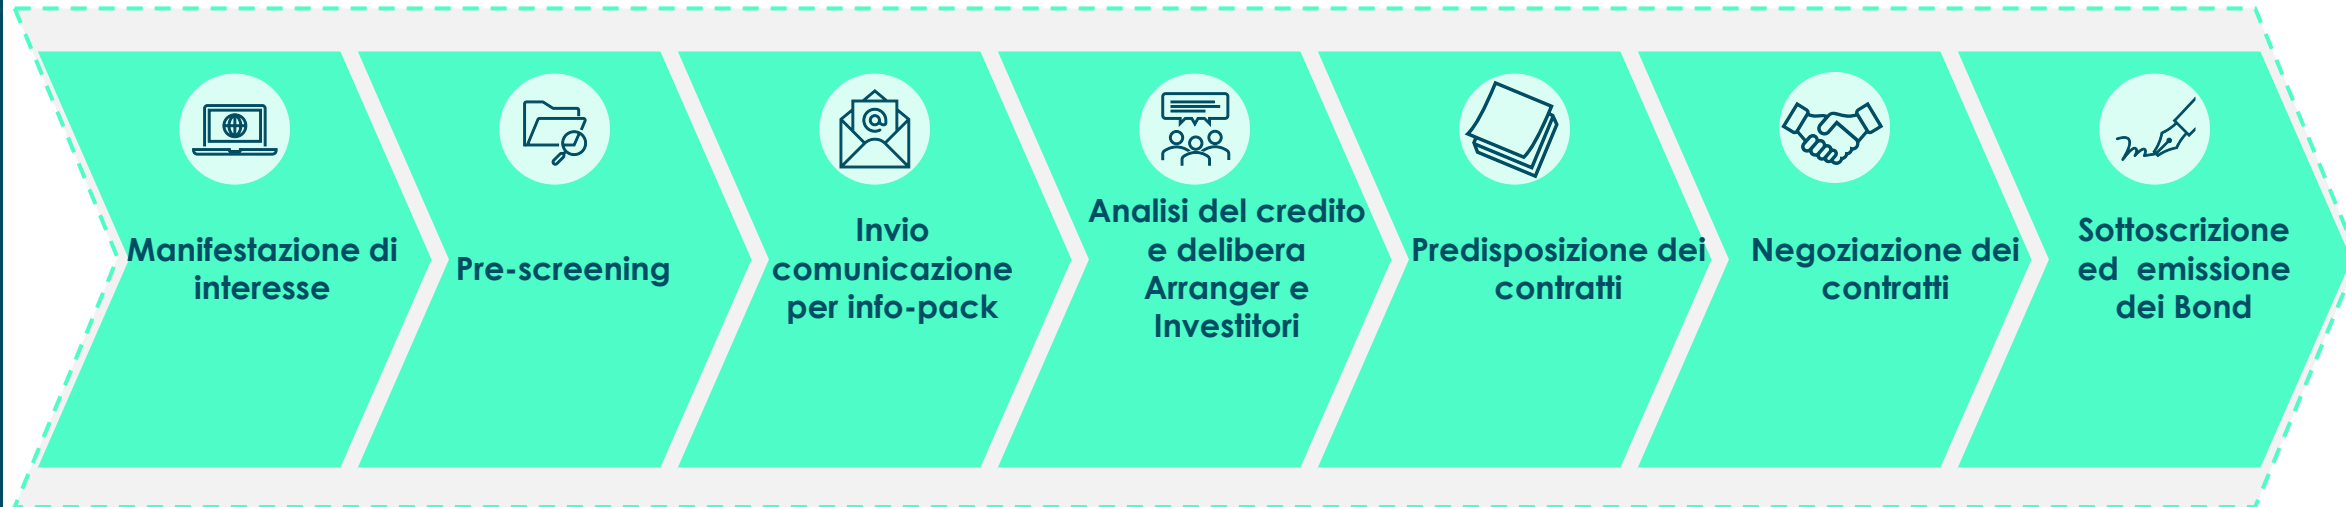 Manifestazione di
interesse
Pre-screening
Invio
comunicazione
per info-pack
Analisi del credito
e delibera
Arranger e
Investitori
Predisposizione dei
contratti
Negoziazione dei
contratti
Sottoscrizione
ed  emissione
dei Bond